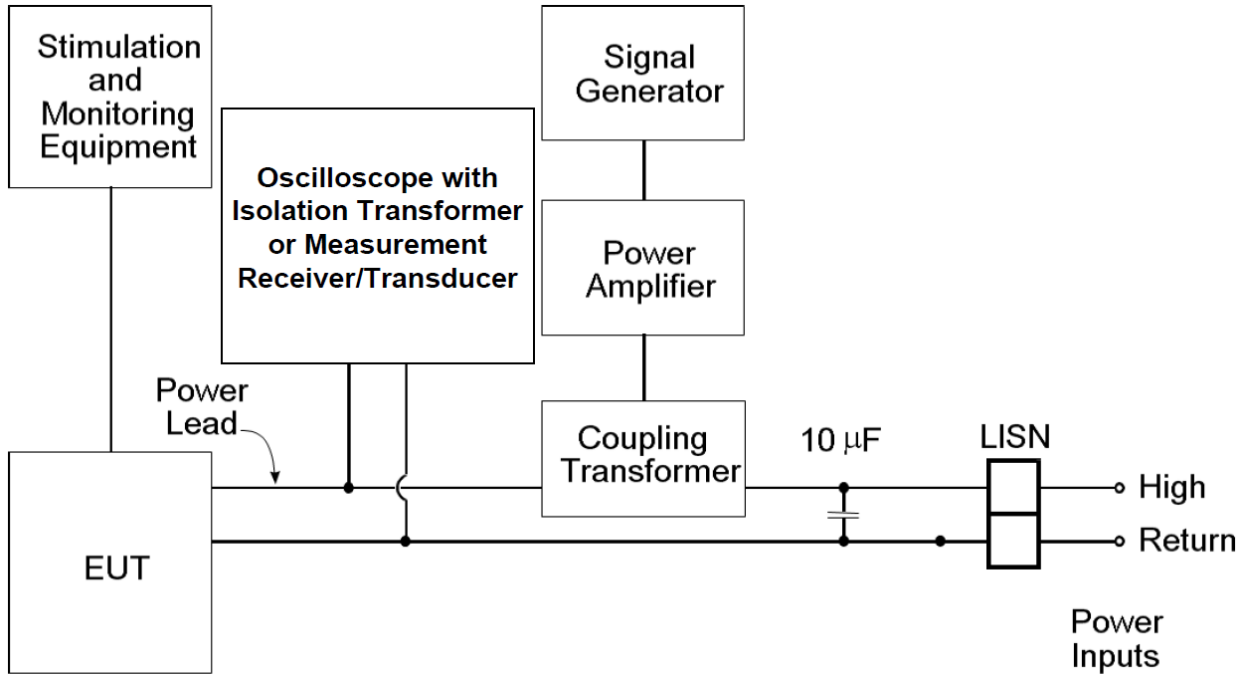 Stimulation
and
Monitoring
Equipment
Oscilloscope with
Isolation Transformer
or Measurement
Receiver/Transducer
Signal
Generator
Power
Amplifier
Coupling
Transformer
Power
Lead
10 μF
LISN
High
Return
EUT
Power
Inputs